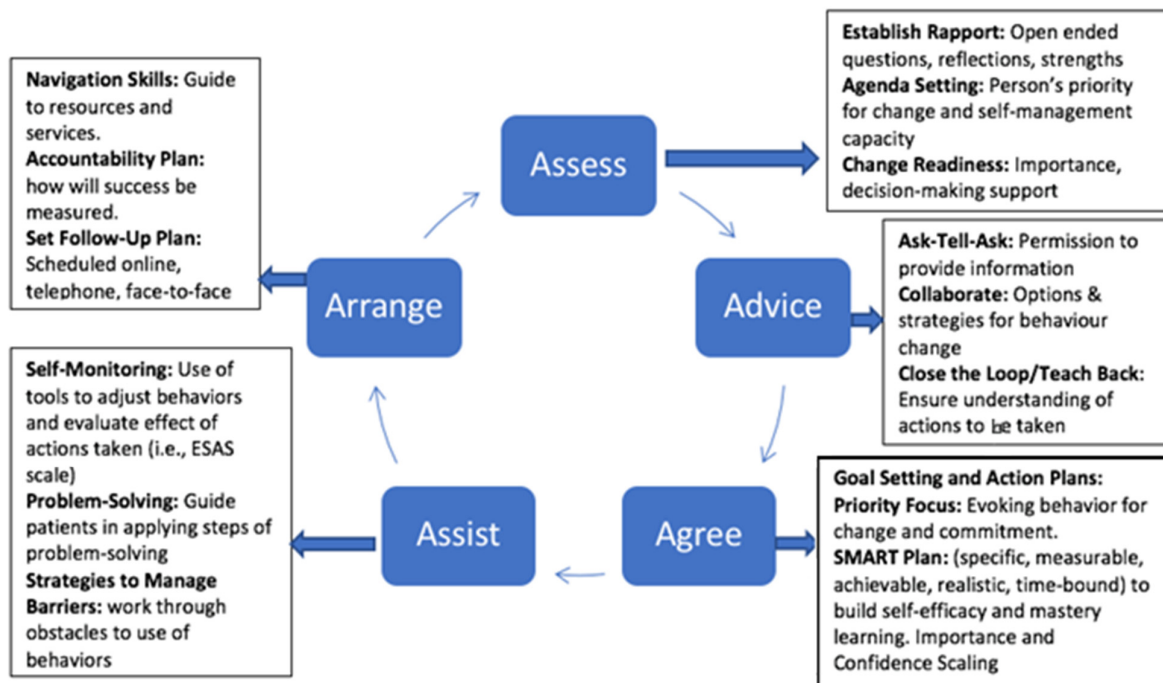 Assess
Establish Rapport: Open ended
questions, reflections, strengths
Agenda Setting: Person's priority
for change and self-management
capacity
Change Readiness: Importance,
decision-making support
Advice
Ask-Tell-Ask: Permission to
provide information
Collaborate: Options &
strategies for behaviour
change
Close the Loop/Teach Back:
Ensure understanding of
actions to be taken
Agree
Goal Setting and Action Plans:
Priority Focus: Evoking behavior for
change and commitment.
SMART Plan: (specific, measurable,
achievable, realistic, time-bound) to
build self-efficacy and mastery
learning. Importance and
Confidence Scaling
Assist
Self-Monitoring: Use of
tools to adjust behaviors
and evaluate effect of
actions taken (i.e., ESAS
scale)
Problem-Solving: Guide
patients in applying steps of
problem-solving
Strategies to Manage
Barriers: work through
obstacles to use of
behaviors
Arrange
Navigation Skills: Guide
to resources and
services.
Accountability Plan:
how will success be
measured.
Set Follow-Up Plan:
Scheduled online,
telephone, face-to-face